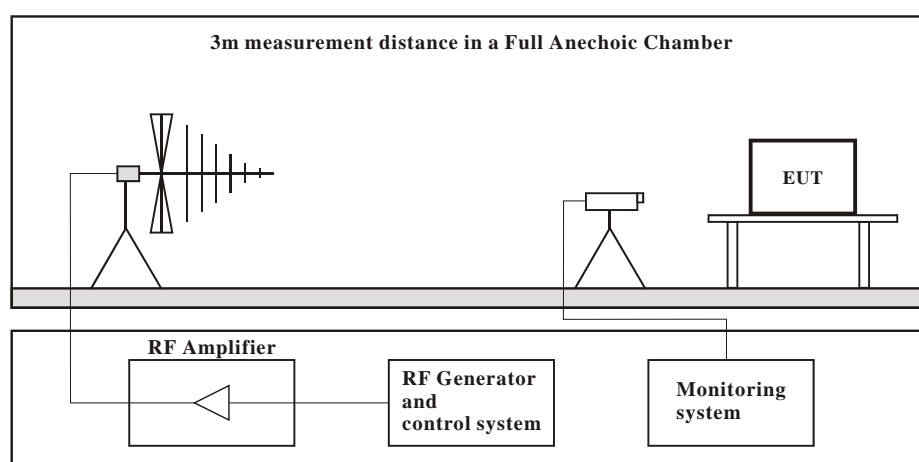 3m measurement distance in a Full Anechoic Chamber
EUT
RF Amplifier
RF Generator
and
control system
Monitoring
system